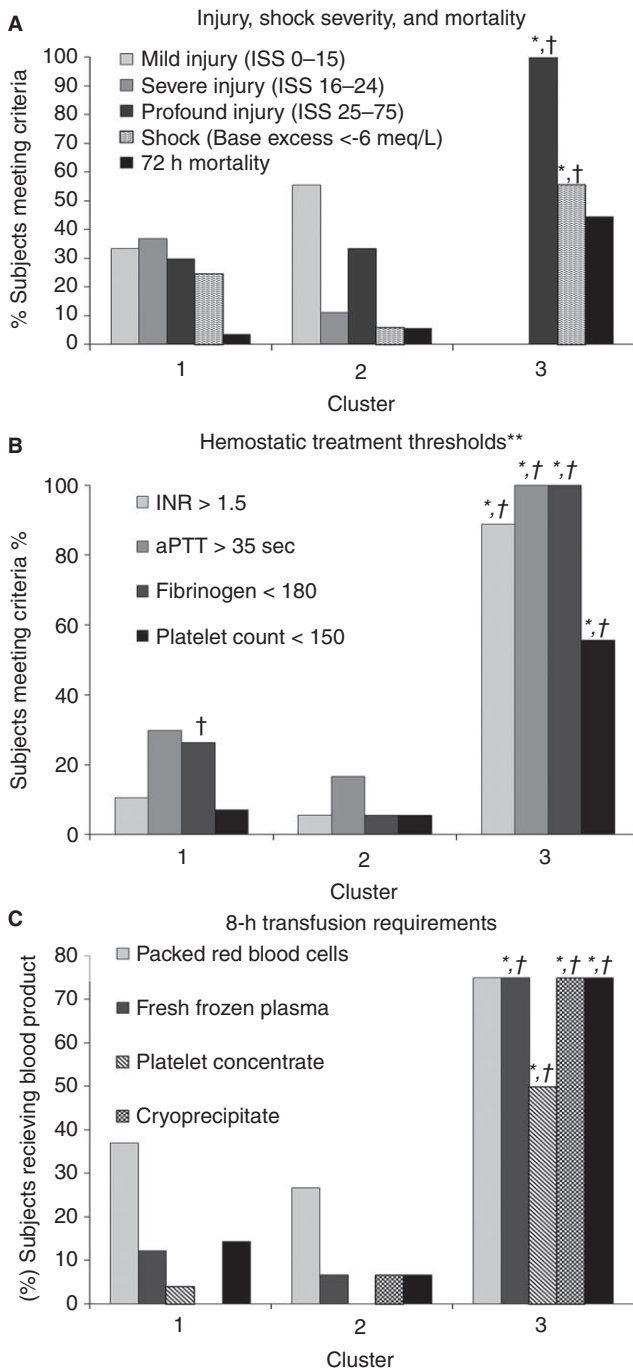 A
Injury, shock severity, and mortality
% Subjects meeting criteria
100
90
80
70
60
50
40
30
20
10
0
Mild injury (ISS 0–15)
Severe injury (ISS 16–24)
Profound injury (ISS 25–75)
Shock (Base excess <-6 meq/L)
72 h mortality
*,†
*,†
1
2
3
Cluster
B
Hemostatic treatment thresholds**
Subjects meeting criteria %
100
80
60
40
20
0
INR > 1.5
aPTT > 35 sec
Fibrinogen < 180
Platelet count < 150
†
*,†
*,† *,†
*,†
1
2
3
Cluster
C
8-h transfusion requirements
(%) Subjects recieving blood product
80
75
50
40
30
20
10
0
Packed red blood cells
Fresh frozen plasma
Platelet concentrate
Cryoprecipitate
*,†
*,†
*,† *,†
1
2
3
Cluster